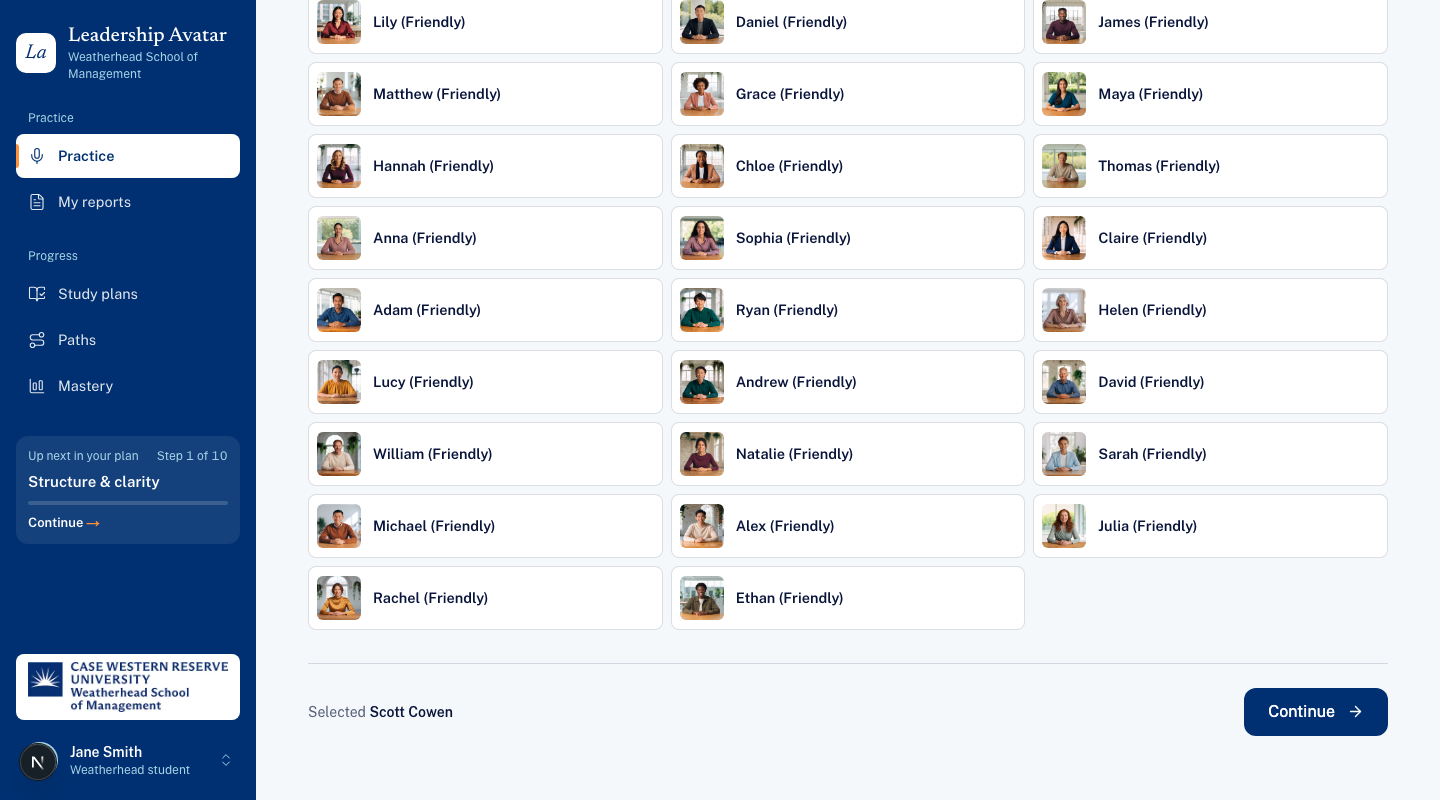 La
Leadership Avatar
Weatherhead School of
Management
Practice
Practice
My reports
Progress
Study plans
Paths
Mastery
Up next in your plan Step 1 of 10
Structure & clarity
Continue →
CASE WESTERN RESERVE
UNIVERSITY
Weatherhead School
of Management
N
Jane Smith
Weatherhead student
Lily (Friendly)
Daniel (Friendly)
James (Friendly)
Matthew (Friendly)
Grace (Friendly)
Maya (Friendly)
Hannah (Friendly)
Chloe (Friendly)
Thomas (Friendly)
Anna (Friendly)
Sophia (Friendly)
Claire (Friendly)
Adam (Friendly)
Ryan (Friendly)
Helen (Friendly)
Lucy (Friendly)
Andrew (Friendly)
David (Friendly)
William (Friendly)
Natalie (Friendly)
Sarah (Friendly)
Michael (Friendly)
Alex (Friendly)
Julia (Friendly)
Rachel (Friendly)
Ethan (Friendly)
Selected Scott Cowen
Continue →